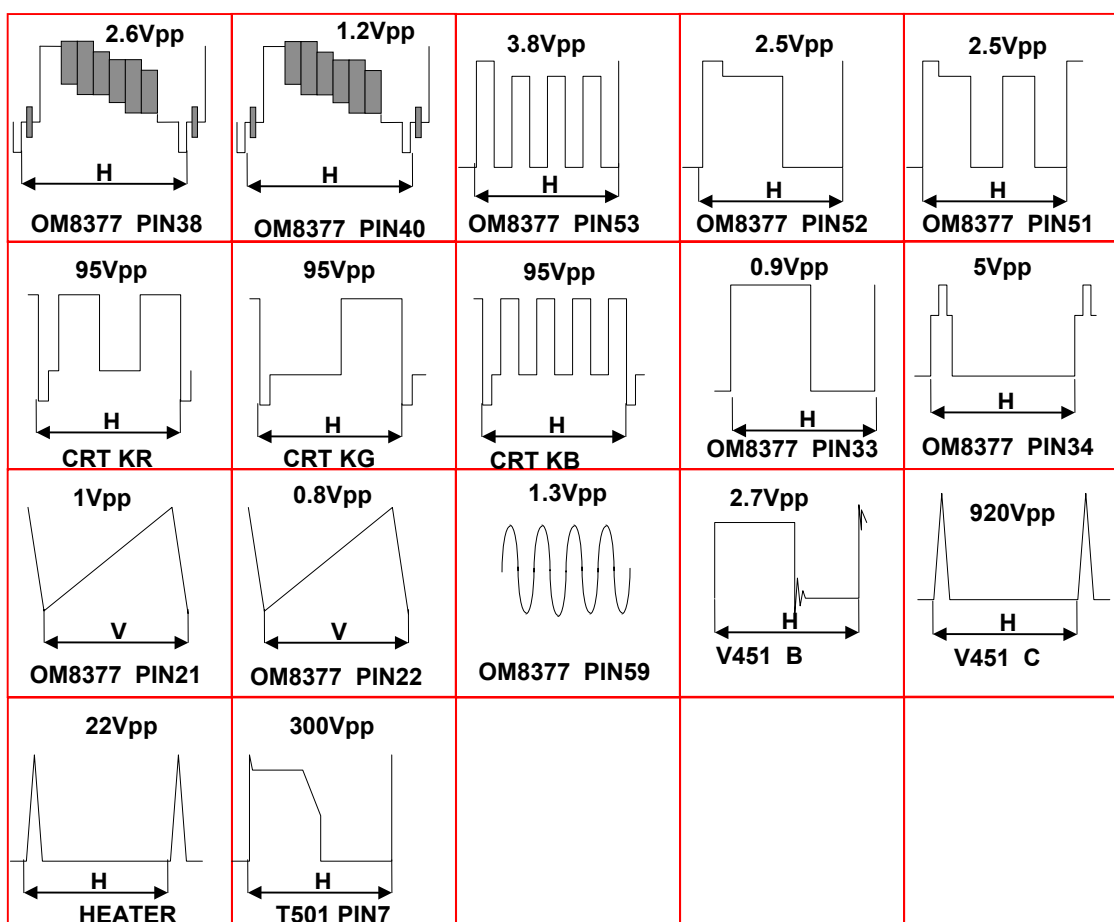 2.6Vpp
H
OM8377 PIN38
1.2Vpp
H
OM8377 PIN40
3.8Vpp
H
OM8377 PIN53
2.5Vpp
H
OM8377 PIN52
2.5Vpp
H
OM8377 PIN51
95Vpp
H
CRT KR
95Vpp
H
CRT KG
95Vpp
H
CRT KB
0.9Vpp
H
OM8377 PIN33
5Vpp
H
OM8377 PIN34
1Vpp
V
OM8377 PIN21
0.8Vpp
V
OM8377 PIN22
1.3Vpp
OM8377 PIN59
2.7Vpp
H
V451 B
920Vpp
H
V451 C
22Vpp
H
HEATER
300Vpp
H
T501 PIN7